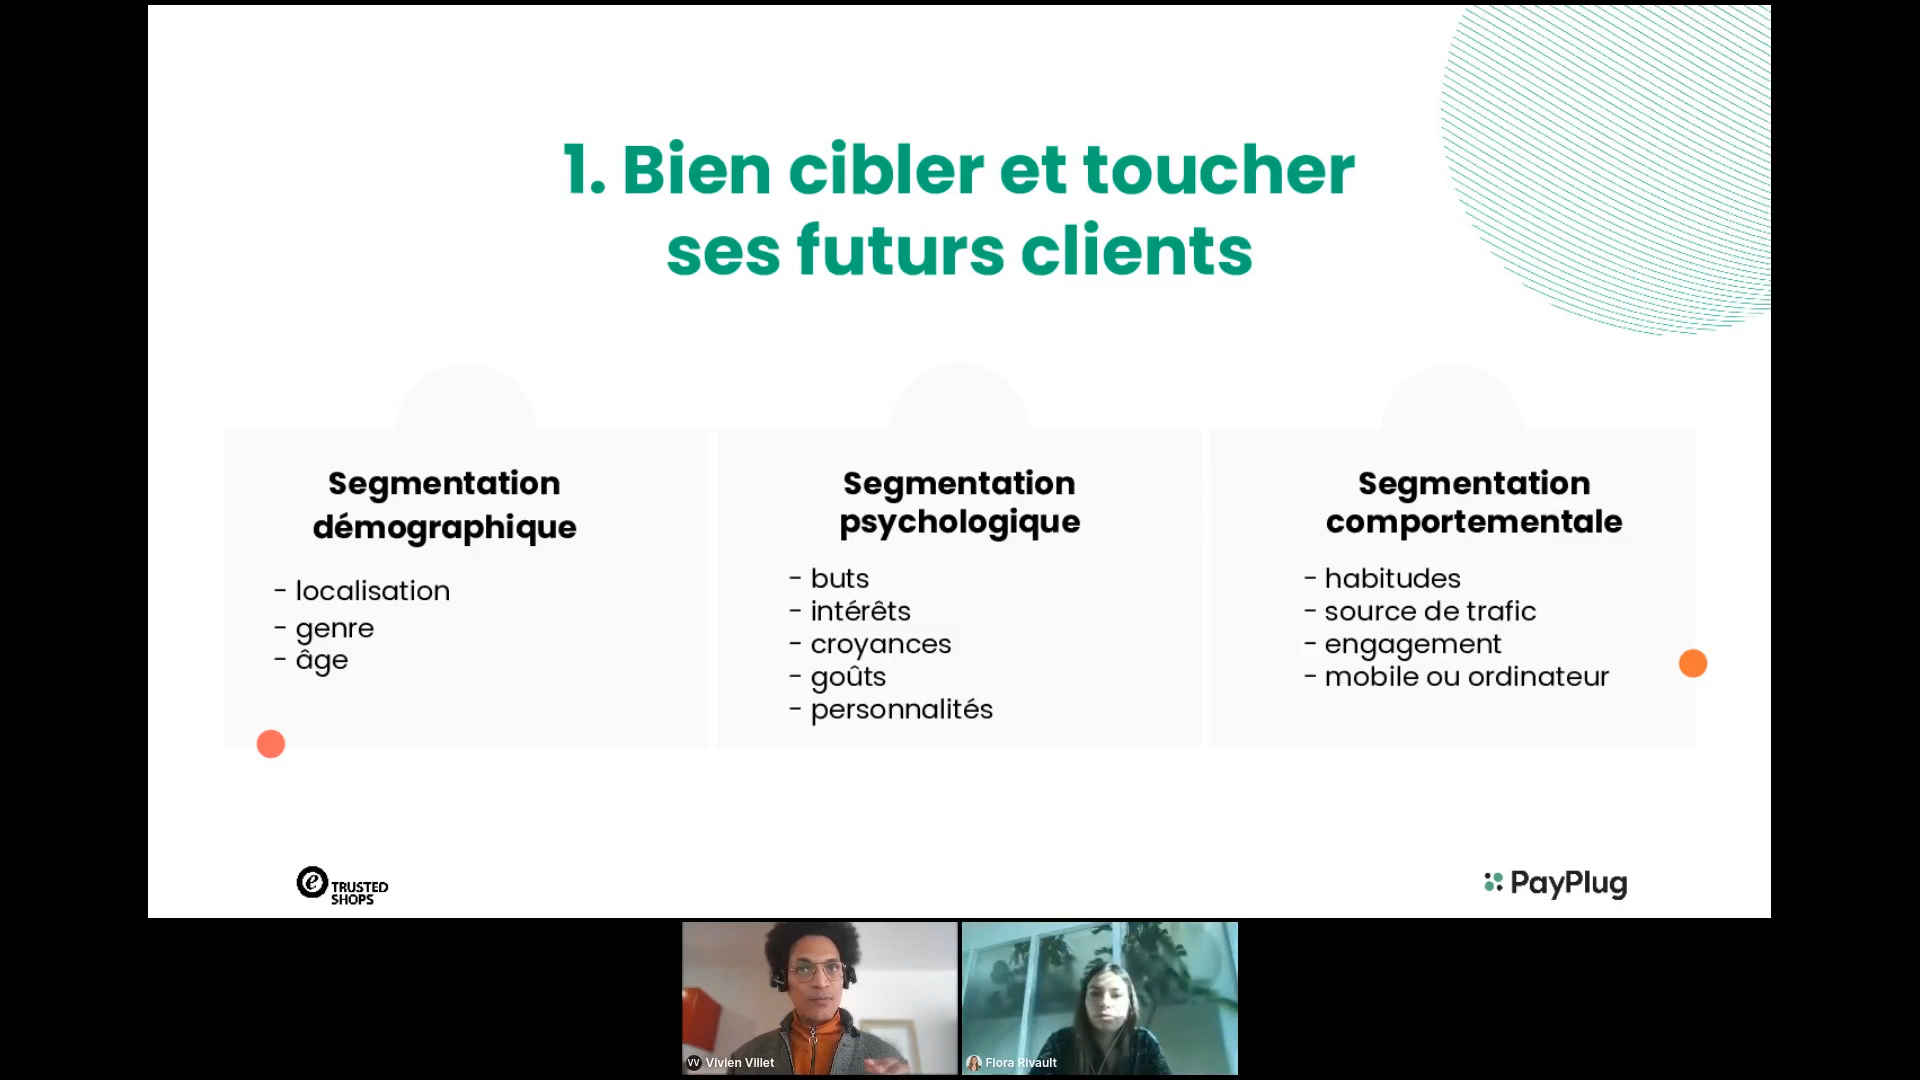 1. Bien cibler et toucher
ses futurs clients
Segmentation
démographique
- localisation
- genre
- âge
Segmentation
psychologique
- buts
- intérêts
- croyances
- goûts
- personnalités
Segmentation
comportementale
- habitudes
- source de trafic
- engagement
- mobile ou ordinateur
e TRUSTED
SHOPS
PayPlug
VV Vivien Villet
Flora Rivault